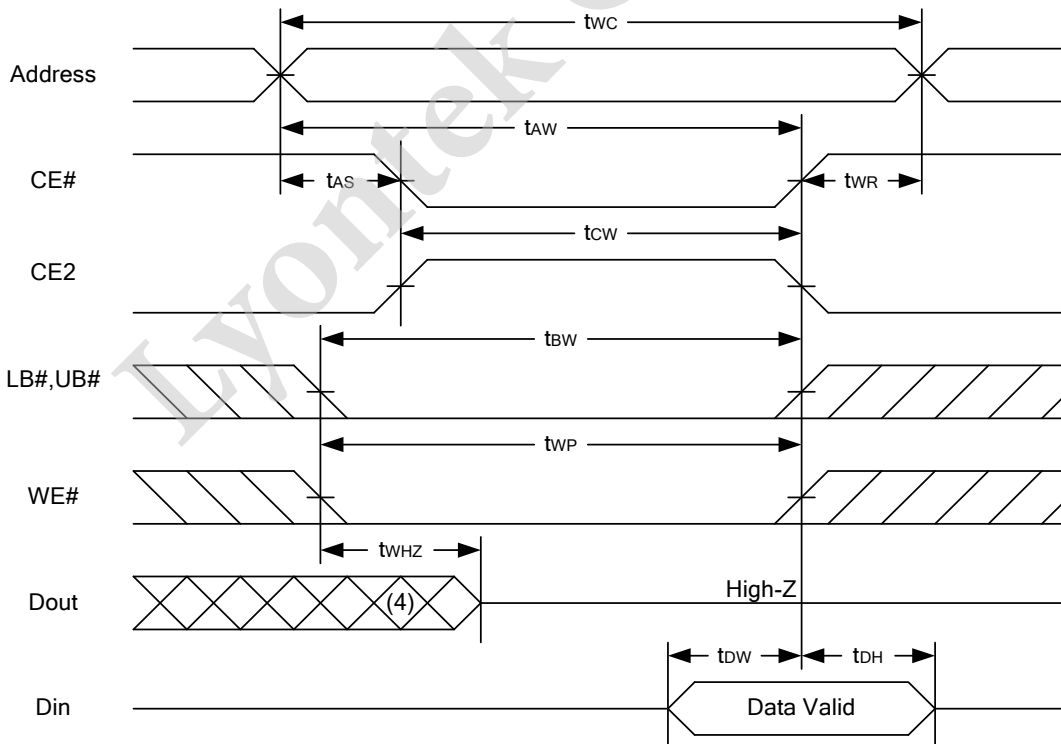 tWC
Address
tAW
CE#
tAS
tWR
tCW
CE2
tBW
LB#,UB#
tWP
WE#
tWHZ
Dout
(4)
High-Z
tDW
tDH
Din
Data Valid
Lyontek